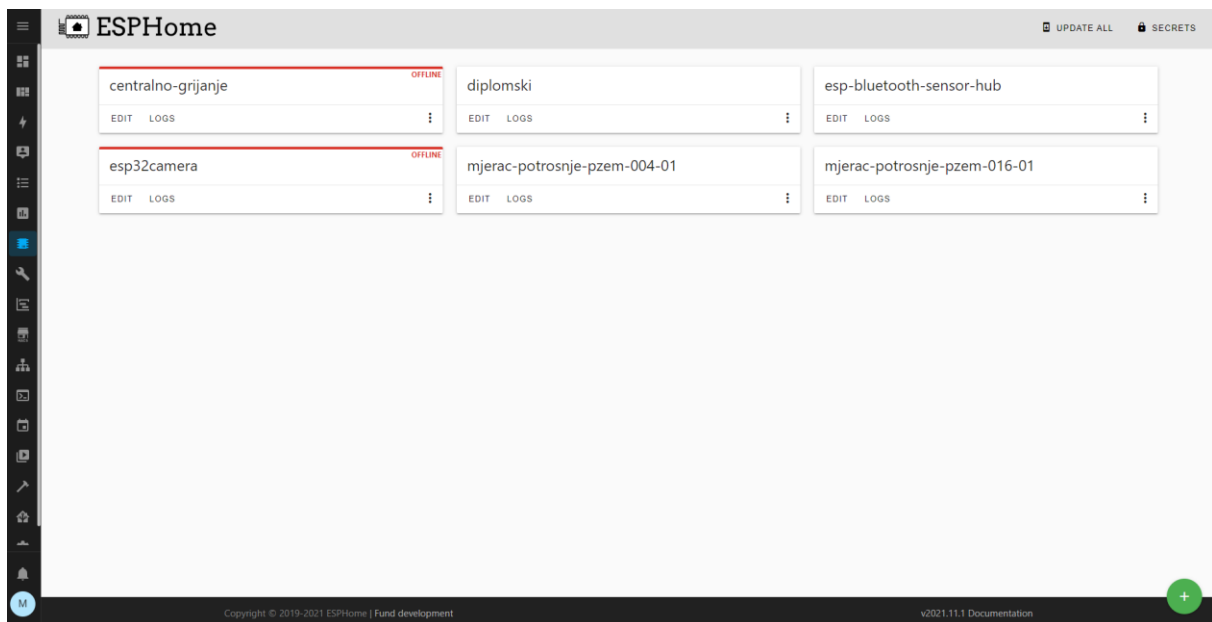 ESPHome
UPDATE ALL SECRETS
OFFLINE
centralno-grijanje
EDIT LOGS
diplomski
EDIT LOGS
esp-bluetooth-sensor-hub
EDIT LOGS
OFFLINE
esp32camera
EDIT LOGS
mjerac-potrosnje-pzem-004-01
EDIT LOGS
mjerac-potrosnje-pzem-016-01
EDIT LOGS
M
Copyright © 2019-2021 ESPHome | Fund development
v2021.11.1 Documentation